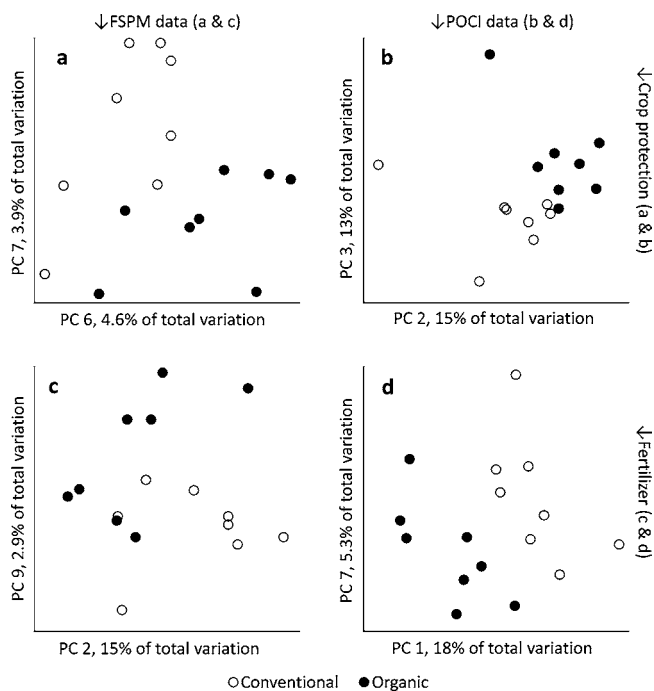 ↓FSPM data (a & c)
↓POCI data (b & d)
a
PC 7, 3.9% of total variation
PC 6, 4.6% of total variation
b
PC 3, 13% of total variation
PC 2, 15% of total variation
↓Crop protection (a & b)
c
PC 9, 2.9% of total variation
PC 2, 15% of total variation
d
PC 7, 5.3% of total variation
PC 1, 18% of total variation
↓Fertilizer (c & d)
Conventional
Organic